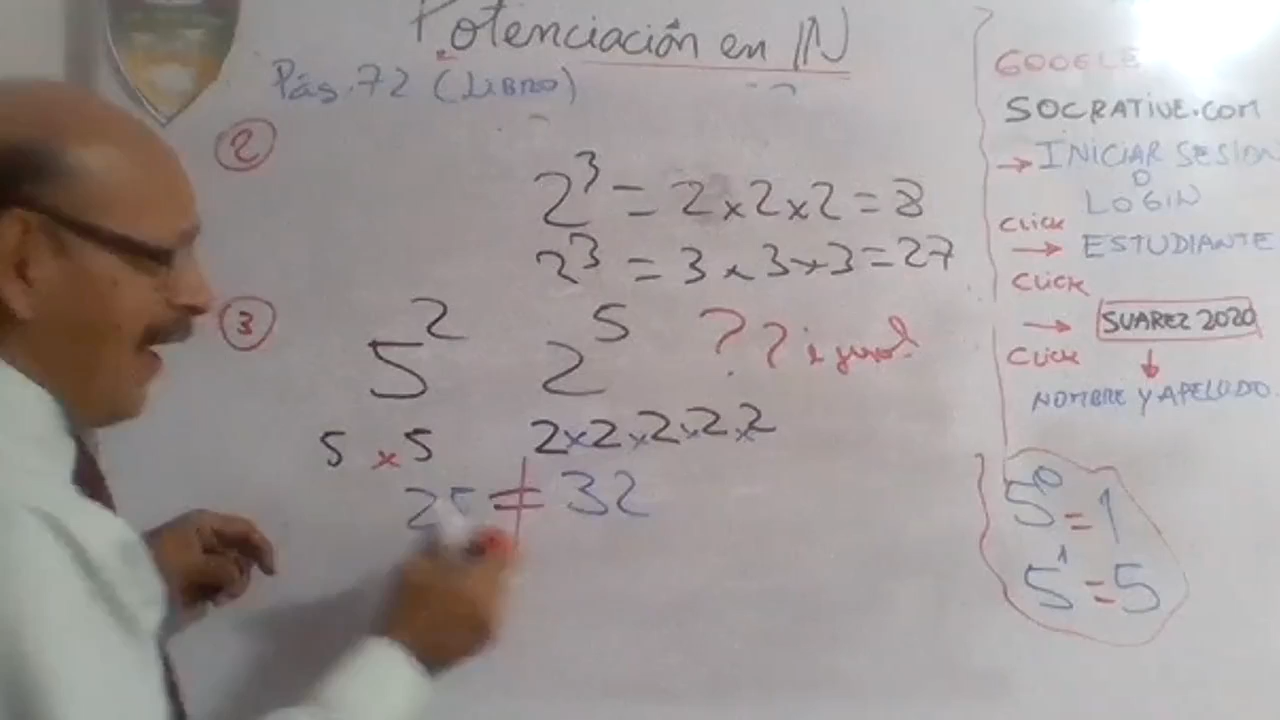 Potenciación en ℕ
Pág. 72 (LIBRO)
2
2³ = 2 x 2 x 2 = 8
2³ = 3 x 3 x 3 = 27
3
5² 2⁵ ? ? igual?
5 x 5 2 x 2 x 2 x 2 x 2
25 ≠ 32
GOOGLE
SOCRATIVE.COM
→ INICIAR SESION
O
LOGIN
CLICK
→ ESTUDIANTE
CLICK
→ SUAREZ 2020
CLICK ↓
NOMBRE Y APELLIDO
5⁰ = 1
5¹ = 5